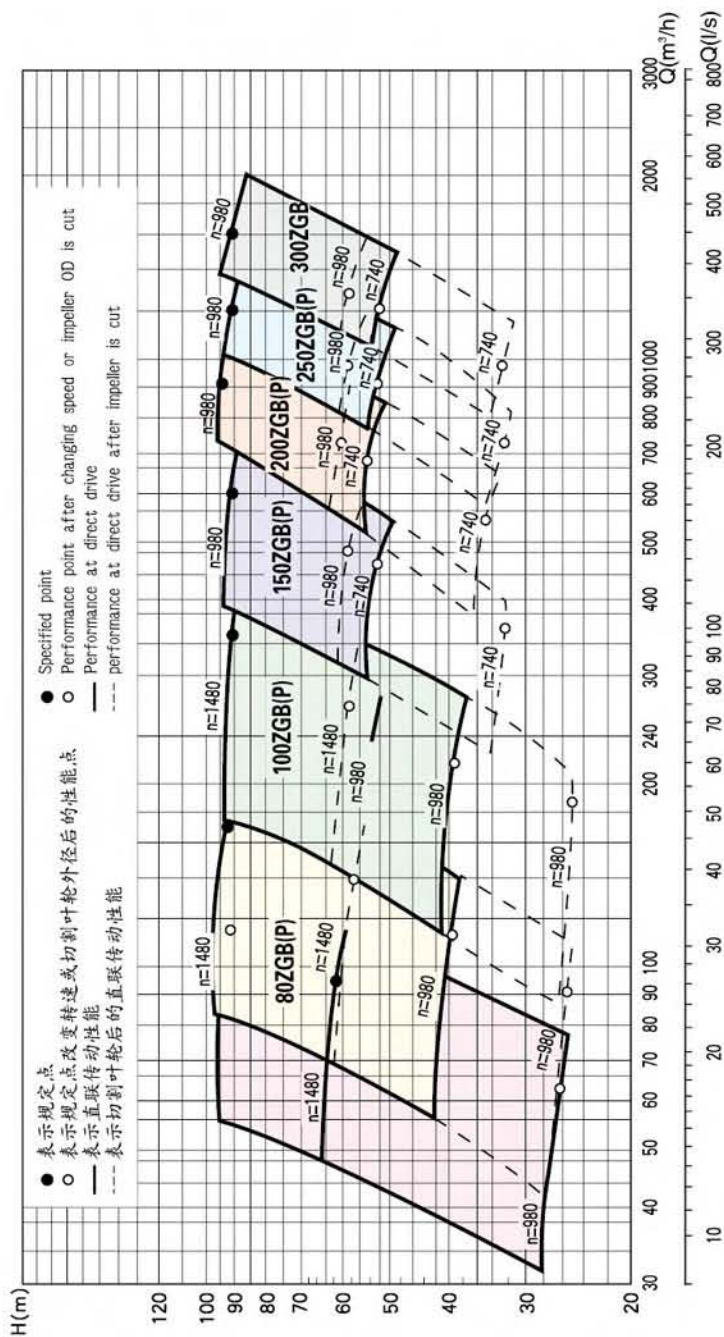 ● 表示规定点
○ 表示规定点改变转速或切割叶轮外径后的性能点
— 表示直联传动性能
--- 表示切割叶轮后的直联传动性能
● Specified point
○ Performance point after changing speed or impeller OD is cut
— Performance at direct drive
--- performance at direct drive after impeller is cut
H(m)
120
100
90
80
70
60
50
40
30
20
n=1480
n=1480
n=980
n=980
n=980
n=980
80ZGB(P)
100ZGB(P)
150ZGB(P)
200ZGB(P)
250ZGB(P)
300ZGB
n=1480
n=1480
n=1480
n=980
n=980
n=740
n=980
n=740
n=980
n=740
n=980
n=740
n=980
n=980
n=980
n=980
n=980
n=740
n=740
n=740
n=740
30 40 50 60 70 80 90 100 200 240 300 400 500 600 700 800 900 1000 2000 3000
Q(m³/h)
10 20 30 40 50 60 70 80 90 100 200 300 400 500 600 700 800
Q(l/s)